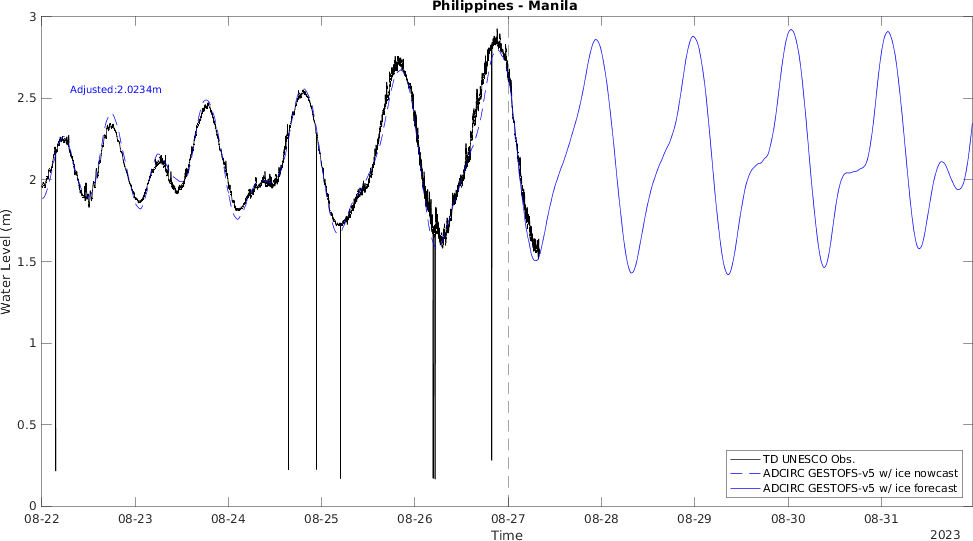 Philippines - Manila
3
2.5
2
1.5
1
0.5
0
Water Level (m)
Adjusted:2.0234m
TD UNESCO Obs.
ADCIRC GESTOFS-v5 w/ ice nowcast
ADCIRC GESTOFS-v5 w/ ice forecast
08-22 08-23 08-24 08-25 08-26 08-27 08-28 08-29 08-30 08-31
Time
2023